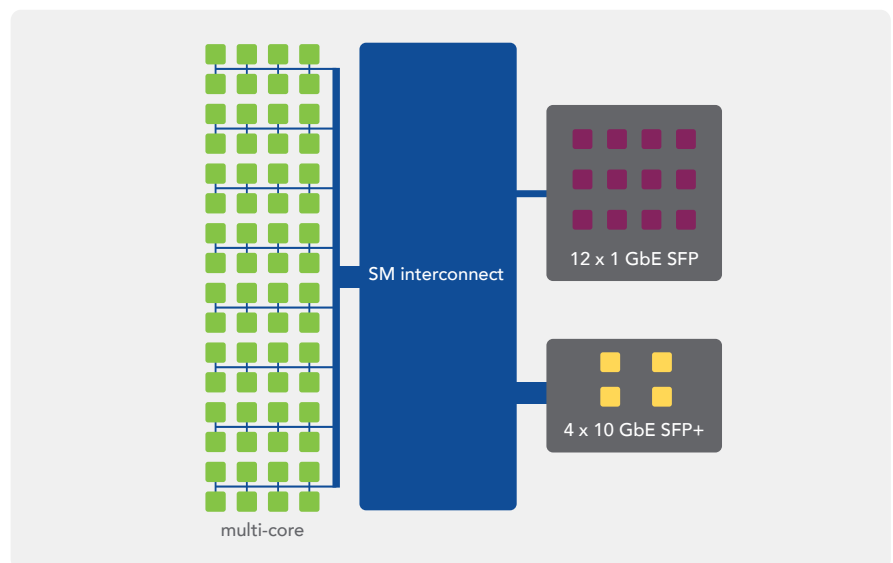 SM interconnect
12 x 1 GbE SFP
4 x 10 GbE SFP+
multi-core